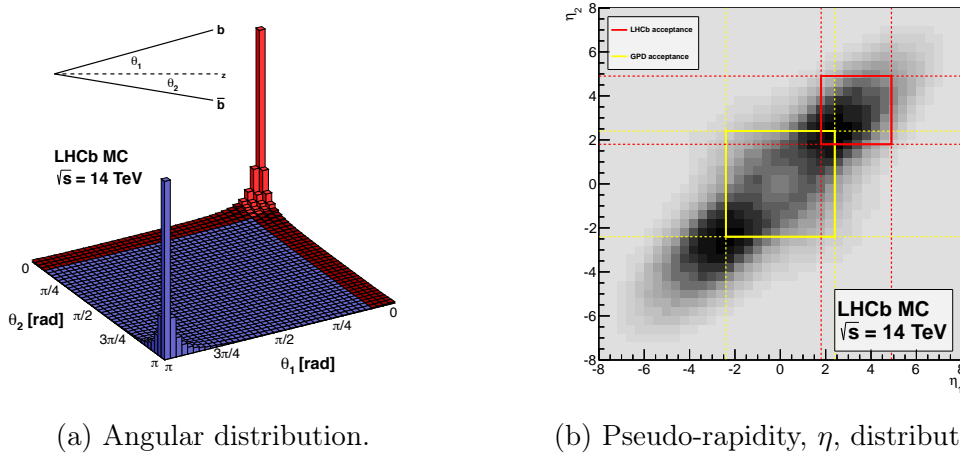 b
θ1
z
θ2
b̅
LHCb MC
√s = 14 TeV
0
π/4
π/2
3π/4
π
θ2 [rad]
π
3π/4
π/2
π/4
0
θ1 [rad]
(a) Angular distribution.
η2
8
6
4
2
0
-2
-4
-6
-8
LHCb acceptance
GPD acceptance
LHCb MC
√s = 14 TeV
-8 -6 -4 -2 0 2 4 6 8
η1
(b) Pseudo-rapidity, η, distribut